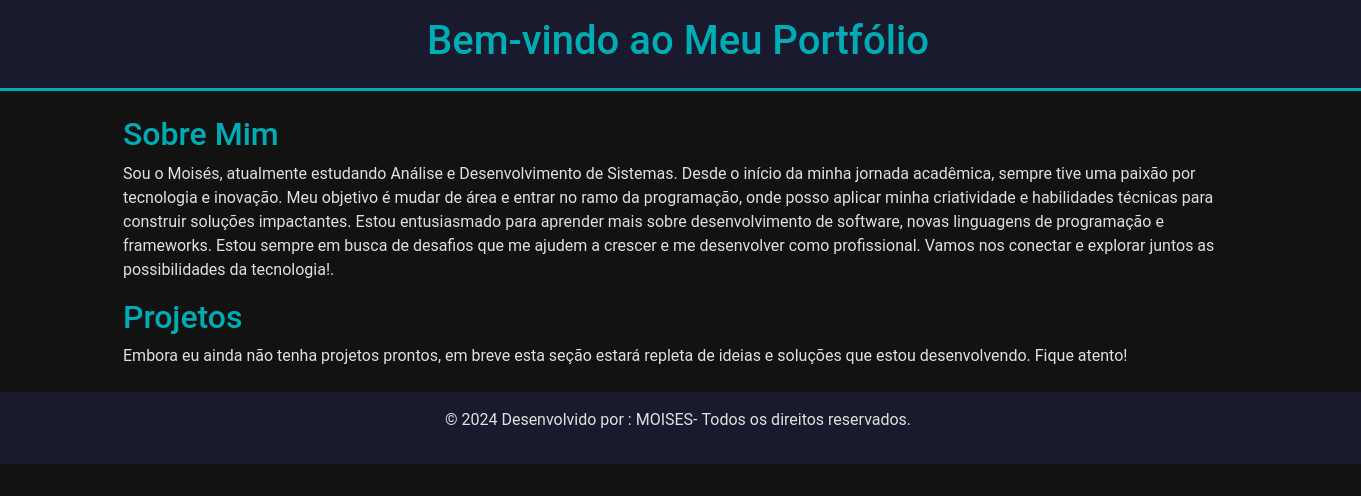 Bem-vindo ao Meu Portfólio
Sobre Mim
Sou o Moisés, atualmente estudando Análise e Desenvolvimento de Sistemas. Desde o início da minha jornada acadêmica, sempre tive uma paixão por
tecnologia e inovação. Meu objetivo é mudar de área e entrar no ramo da programação, onde posso aplicar minha criatividade e habilidades técnicas para
construir soluções impactantes. Estou entusiasmado para aprender mais sobre desenvolvimento de software, novas linguagens de programação e
frameworks. Estou sempre em busca de desafios que me ajudem a crescer e me desenvolver como profissional. Vamos nos conectar e explorar juntos as
possibilidades da tecnologia!.
Projetos
Embora eu ainda não tenha projetos prontos, em breve esta seção estará repleta de ideias e soluções que estou desenvolvendo. Fique atento!
© 2024 Desenvolvido por : MOISES- Todos os direitos reservados.